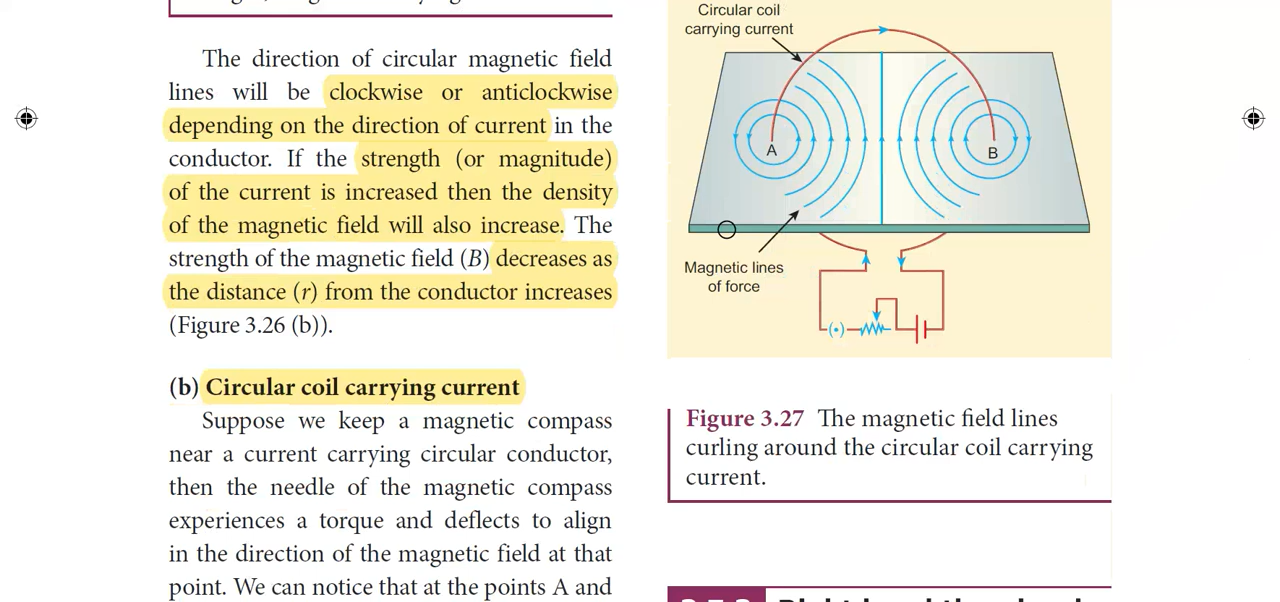 The direction of circular magnetic field
lines will be clockwise or anticlockwise
depending on the direction of current in the
conductor. If the strength (or magnitude)
of the current is increased then the density
of the magnetic field will also increase. The
strength of the magnetic field (B) decreases as
the distance (r) from the conductor increases
(Figure 3.26 (b)).
(b) Circular coil carrying current
Suppose we keep a magnetic compass
near a current carrying circular conductor,
then the needle of the magnetic compass
experiences a torque and deflects to align
in the direction of the magnetic field at that
point. We can notice that at the points A and
Circular coil
carrying current
A
B
Magnetic lines
of force
Figure 3.27 The magnetic field lines
curling around the circular coil carrying
current.